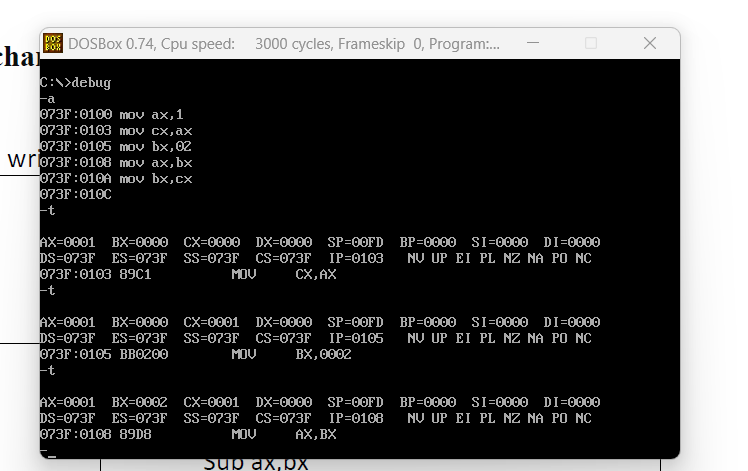 DOSBox 0.74, Cpu speed: 3000 cycles, Frameskip 0, Program:...
C:\>debug
-a
073F:0100 mov ax,1
073F:0103 mov cx,ax
073F:0105 mov bx,02
073F:0108 mov ax,bx
073F:010A mov bx,cx
073F:010C
-t
AX=0001 BX=0000 CX=0000 DX=0000 SP=00FD BP=0000 SI=0000 DI=0000
DS=073F ES=073F SS=073F CS=073F IP=0103 NV UP EI PL NZ NA PO NC
073F:0103 89C1 MOV CX,AX
-t
AX=0001 BX=0000 CX=0001 DX=0000 SP=00FD BP=0000 SI=0000 DI=0000
DS=073F ES=073F SS=073F CS=073F IP=0105 NV UP EI PL NZ NA PO NC
073F:0105 BB0200 MOV BX,0002
-t
AX=0001 BX=0002 CX=0001 DX=0000 SP=00FD BP=0000 SI=0000 DI=0000
DS=073F ES=073F SS=073F CS=073F IP=0108 NV UP EI PL NZ NA PO NC
073F:0108 89D8 MOV AX,BX
-_
Sub ax,bx